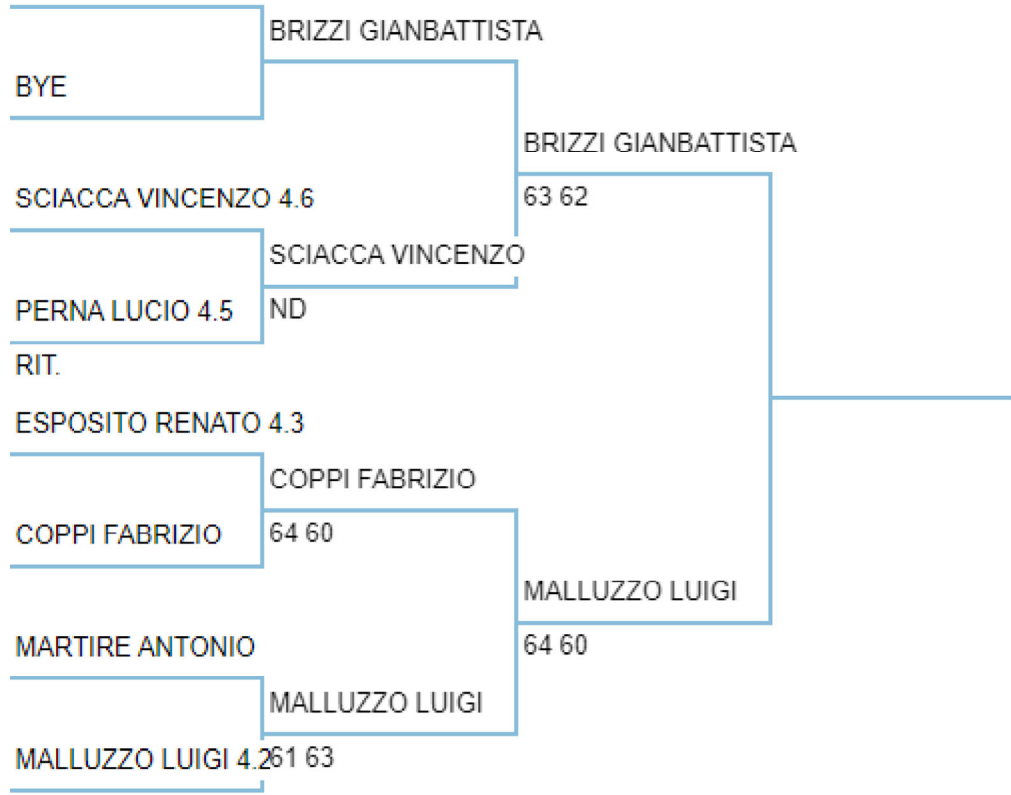 BRIZZI GIANBATTISTA
BYE
BRIZZI GIANBATTISTA
SCIACCA VINCENZO 4.6
63 62
SCIACCA VINCENZO
PERNA LUCIO 4.5
ND
RIT.
ESPOSITO RENATO 4.3
COPPI FABRIZIO
COPPI FABRIZIO
64 60
MALLUZZO LUIGI
MARTIRE ANTONIO
64 60
MALLUZZO LUIGI
MALLUZZO LUIGI 4.2
61 63